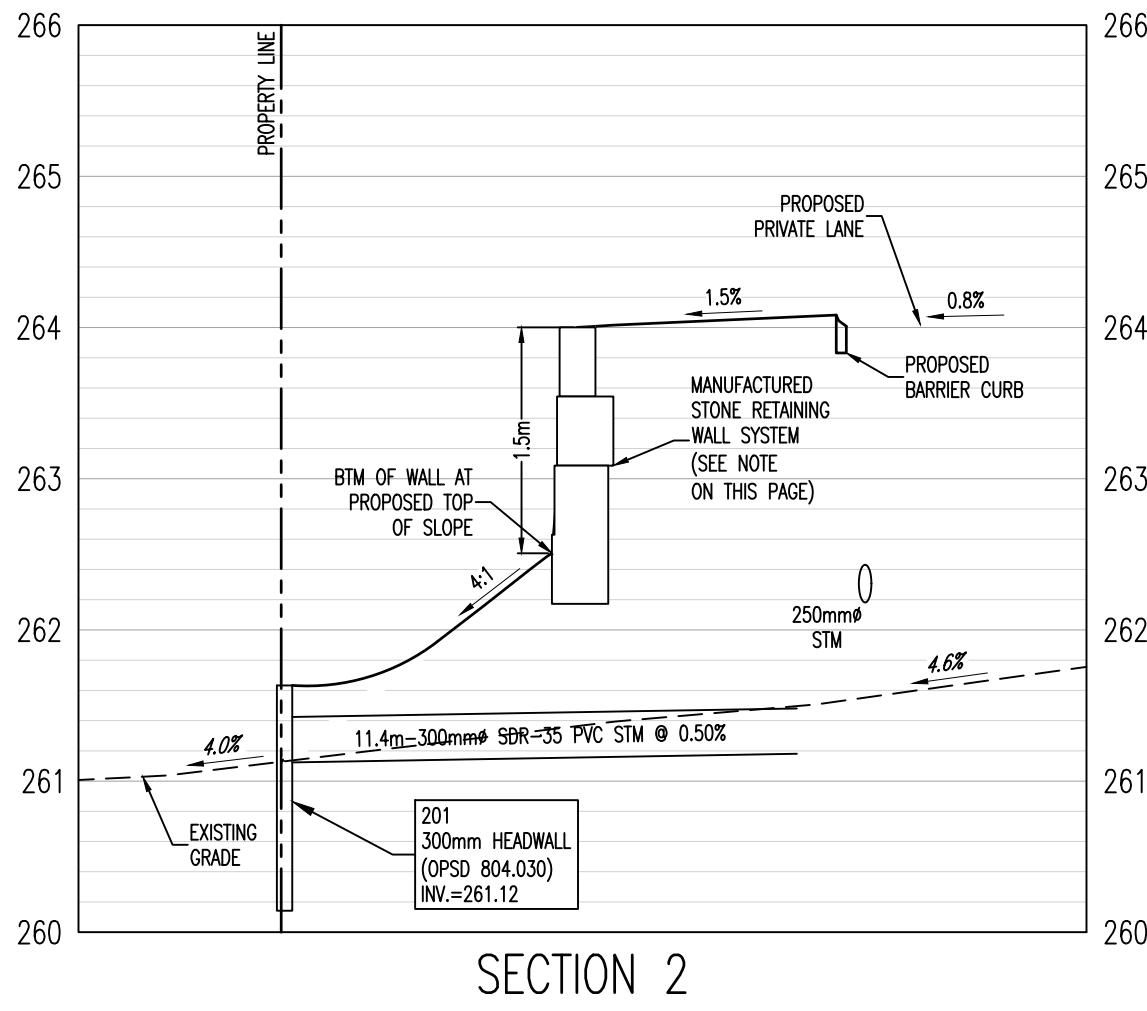 266
266
PROPERTY LINE
265
265
PROPOSED
PRIVATE LANE
1.5%
0.8%
264
264
PROPOSED
BARRIER CURB
MANUFACTURED
STONE RETAINING
WALL SYSTEM
(SEE NOTE
ON THIS PAGE)
1.5m
263
263
BTM OF WALL AT
PROPOSED TOP
OF SLOPE
4:1
250mmø
STM
262
262
4.6%
11.4m-300mmø SDR-35 PVC STM @ 0.50%
4.0%
261
261
EXISTING
GRADE
201
300mm HEADWALL
(OPSD 804.030)
INV.=261.12
260
260
SECTION 2